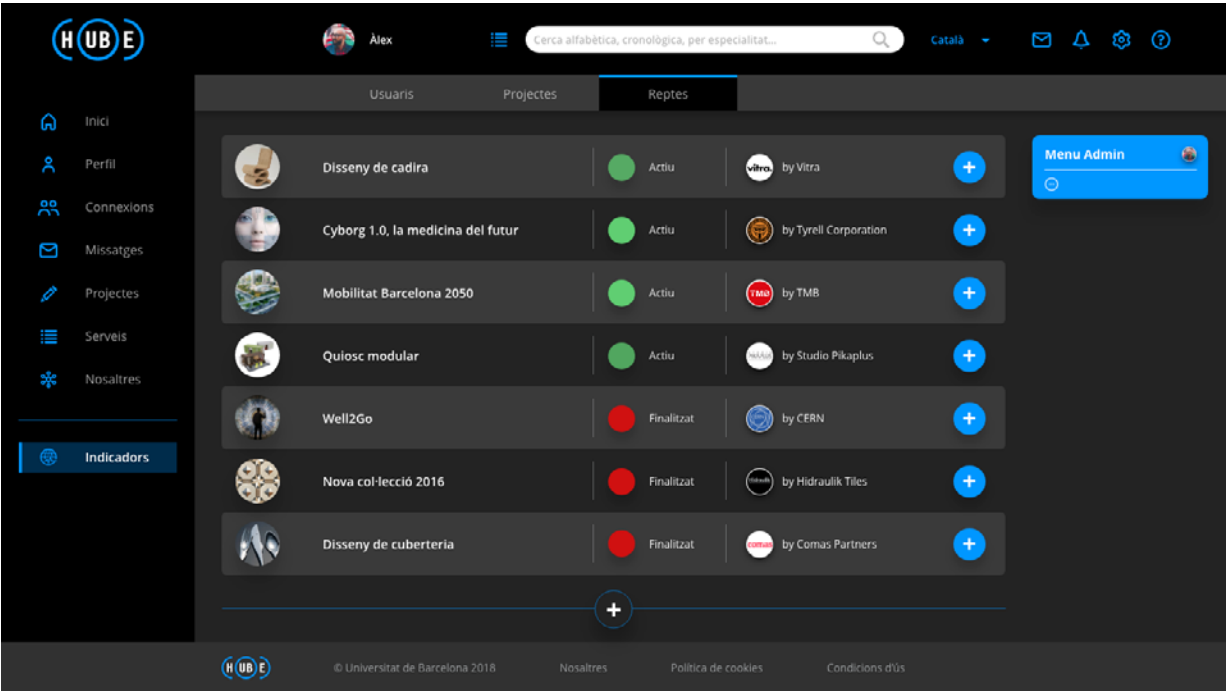 HUBE
Àlex
Cerca alfabètica, cronològica, per especialitat...
Català
Usuaris
Projectes
Reptes
Inici
Perfil
Connexions
Missatges
Projectes
Serveis
Nosaltres
Indicadors
Disseny de cadira
Actiu
vitra.
by Vitra
Cyborg 1.0, la medicina del futur
Actiu
by Tyrell Corporation
Mobilitat Barcelona 2050
Actiu
TMB
by TMB
Quiosc modular
Actiu
by Studio Pikaplus
Well2Go
Finalitzat
by CERN
Nova col·lecció 2016
Finalitzat
by Hidraulik Tiles
Disseny de cuberteria
Finalitzat
comas
by Comas Partners
Menu Admin
HUBE
© Universitat de Barcelona 2018
Nosaltres
Política de cookies
Condicions d'ús